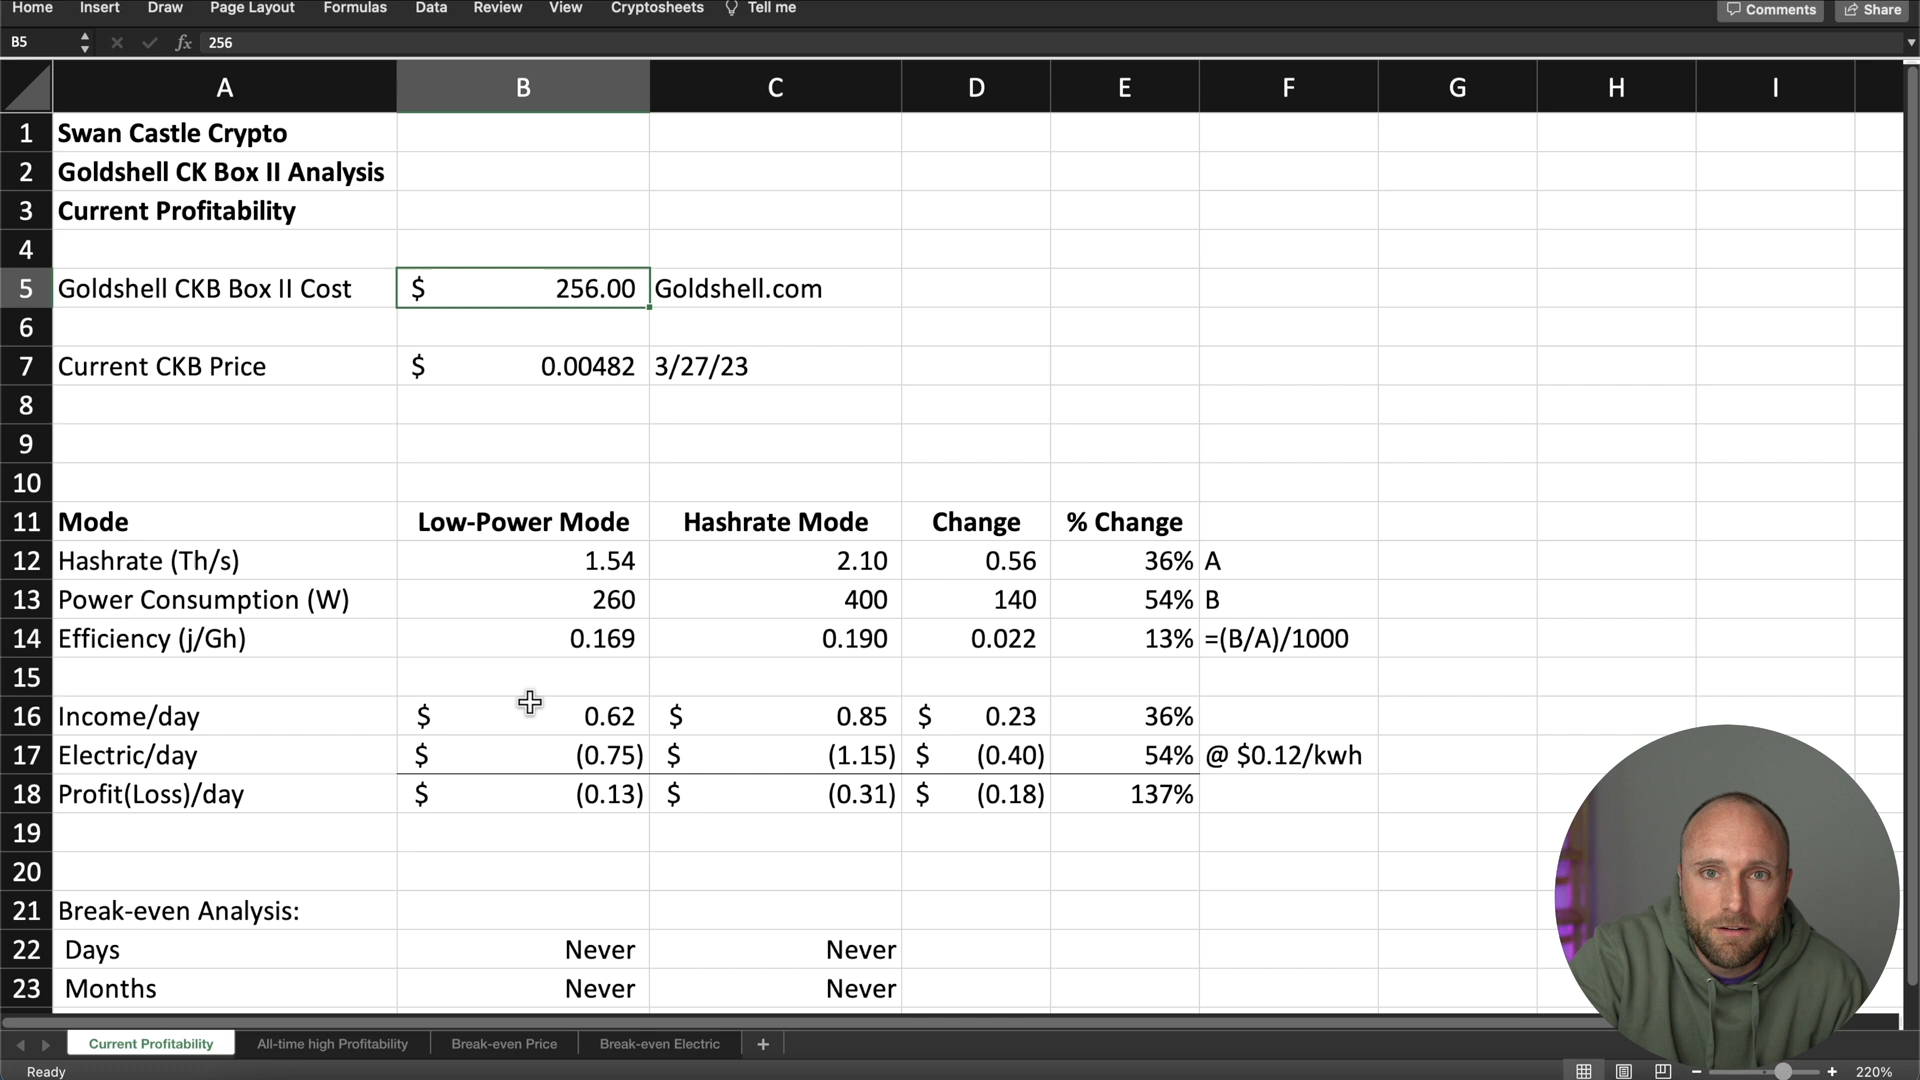 Home Insert Draw Page Layout Formulas Data Review View Cryptosheets Tell me Comments Share
B5 fx 256
A B C D E F G H I
1 Swan Castle Crypto
2 Goldshell CK Box II Analysis
3 Current Profitability
4
5 Goldshell CKB Box II Cost $ 256.00 Goldshell.com
6
7 Current CKB Price $ 0.00482 3/27/23
8
9
10
11 Mode Low-Power Mode Hashrate Mode Change % Change
12 Hashrate (Th/s) 1.54 2.10 0.56 36% A
13 Power Consumption (W) 260 400 140 54% B
14 Efficiency (j/Gh) 0.169 0.190 0.022 13% =(B/A)/1000
15
16 Income/day $ 0.62 $ 0.85 $ 0.23 36%
17 Electric/day $ (0.75) $ (1.15) $ (0.40) 54% @ $0.12/kwh
18 Profit(Loss)/day $ (0.13) $ (0.31) $ (0.18) 137%
19
20
21 Break-even Analysis:
22 Days Never Never
23 Months Never Never
Current Profitability All-time high Profitability Break-even Price Break-even Electric +
Ready 220%